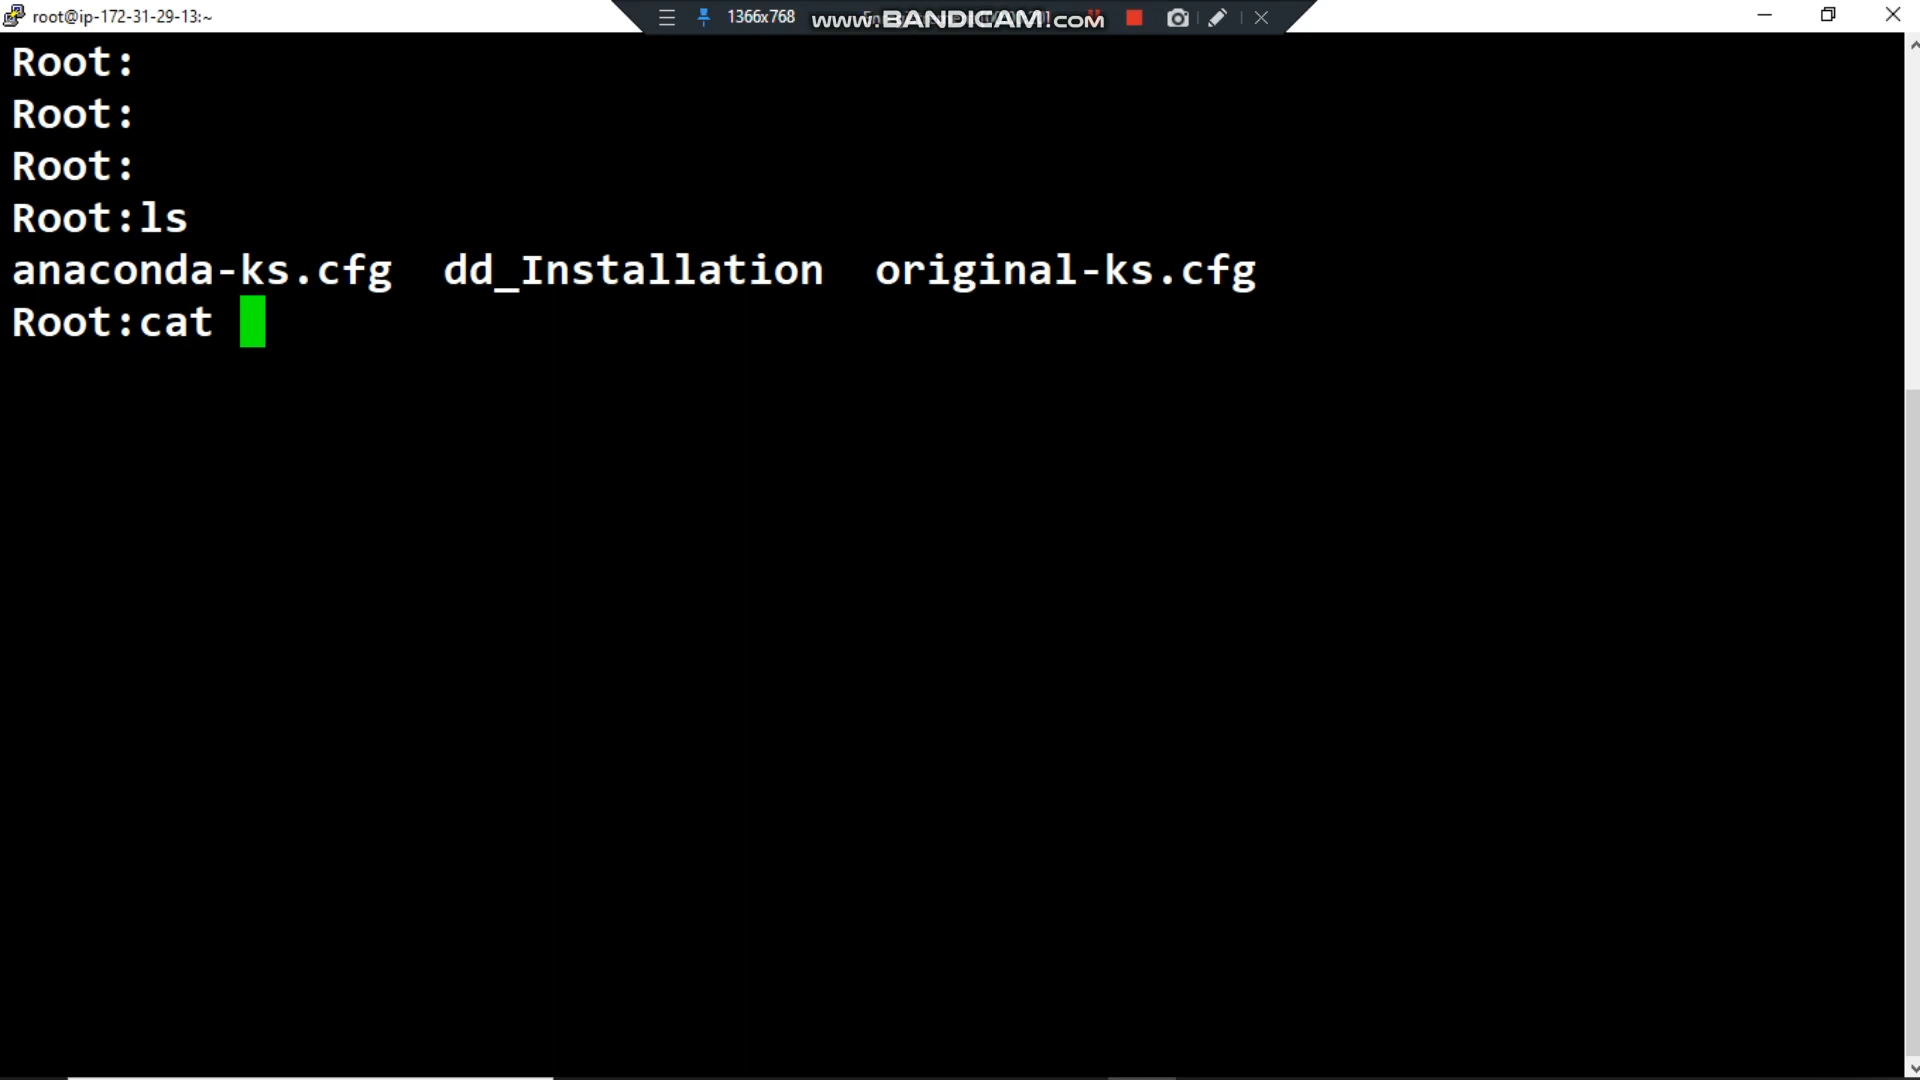 root@ip-172-31-29-13:~
1366x768
www.BANDICAM.com
Root:
Root:
Root:
Root:ls
anaconda-ks.cfg dd_Installation original-ks.cfg
Root:cat